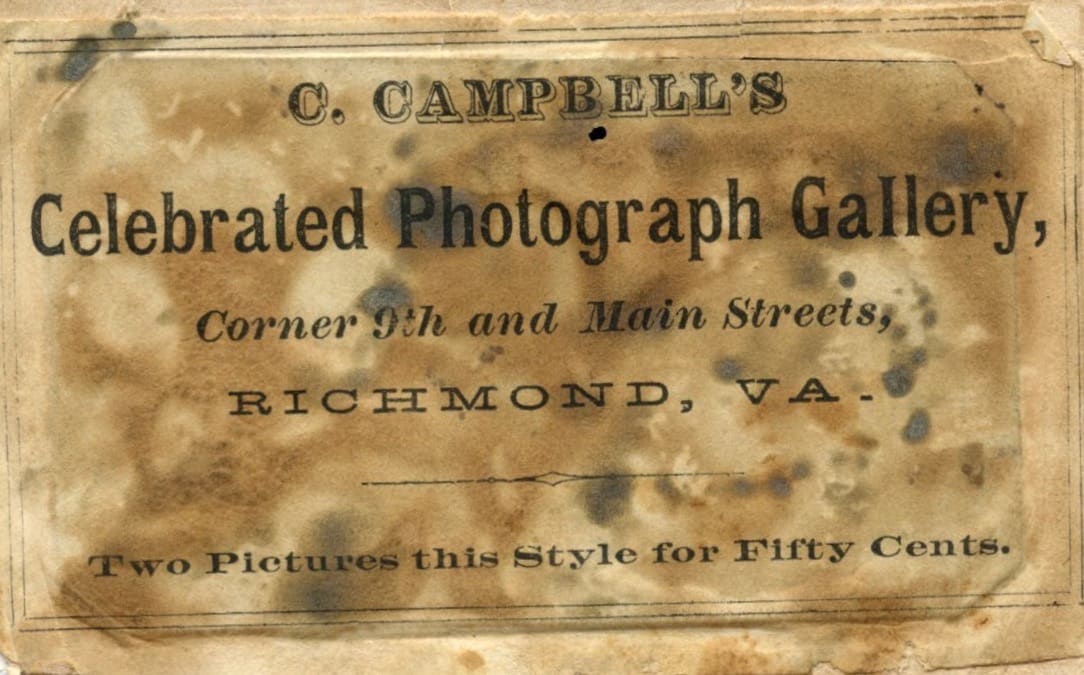 C. CAMPBELL'S
Celebrated Photograph Gallery,
Corner 9th and Main Streets,
RICHMOND, VA.
Two Pictures this Style for Fifty Cents.